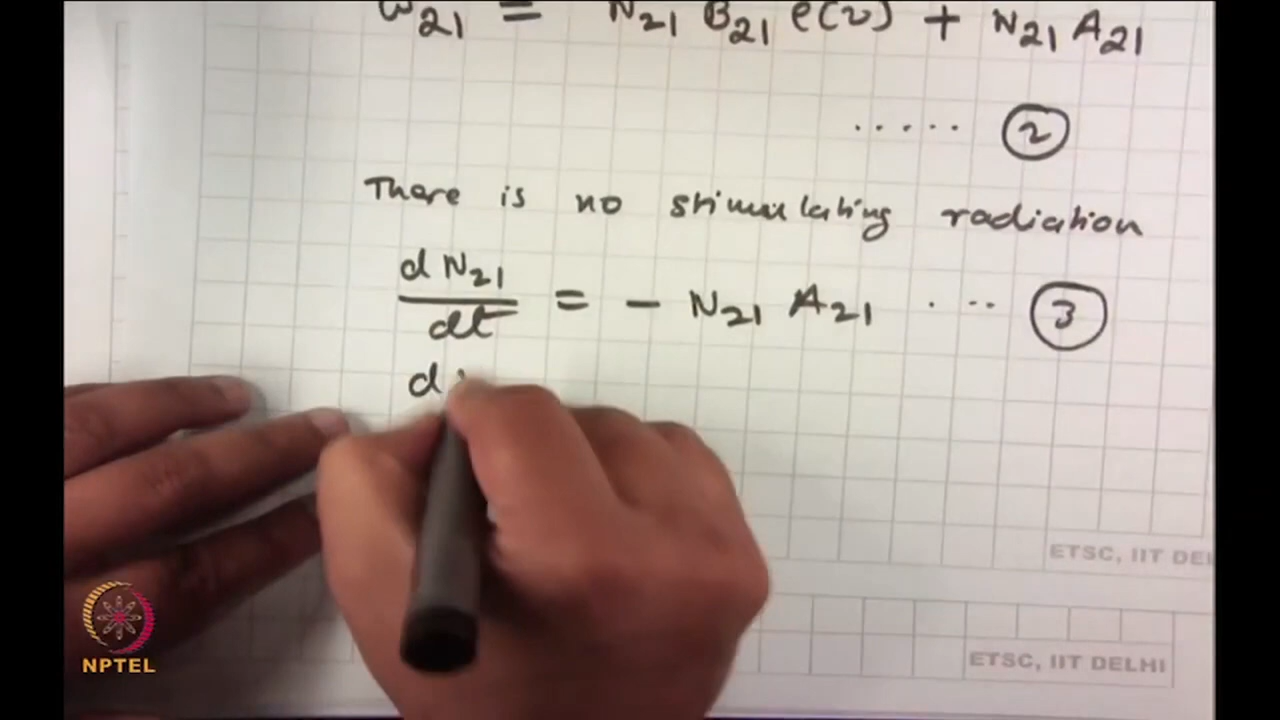 ω21 = N21 B21 ρ(ν) + N21 A21
..... ②
There is no stimulating radiation
dN21/dt = - N21 A21 ... ③
d
ETSC, IIT DEL
ETSC, IIT DELHI
NPTEL